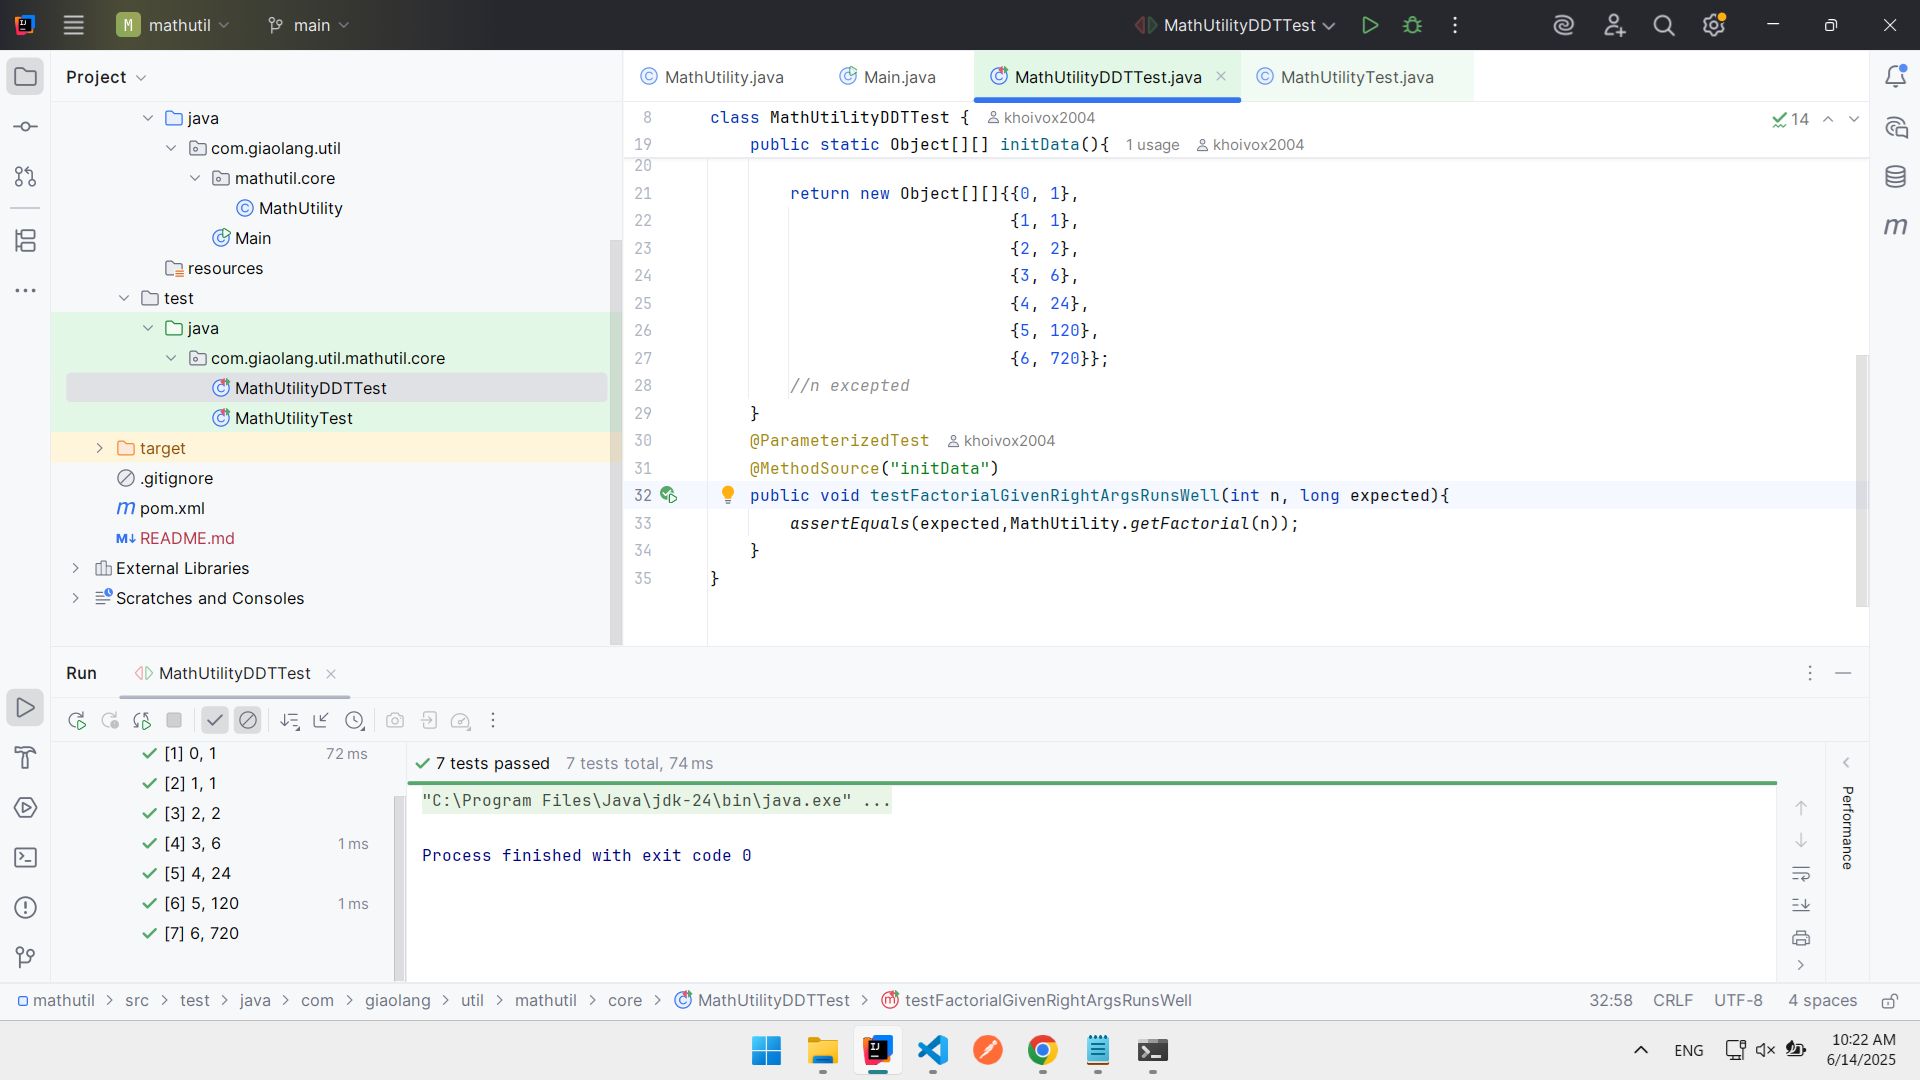 M mathutil
main
MathUtilityDDTTest
Project
java
com.giaolang.util
mathutil.core
MathUtility
Main
resources
test
java
com.giaolang.util.mathutil.core
MathUtilityDDTTest
MathUtilityTest
target
.gitignore
pom.xml
README.md
External Libraries
Scratches and Consoles
MathUtility.java
Main.java
MathUtilityDDTTest.java
MathUtilityTest.java
14
8 class MathUtilityDDTTest { khoivox2004
19 public static Object[][] initData(){ 1 usage khoivox2004
20
21 return new Object[][]{{0, 1},
22 {1, 1},
23 {2, 2},
24 {3, 6},
25 {4, 24},
26 {5, 120},
27 {6, 720}};
28 //n excepted
29 }
30 @ParameterizedTest khoivox2004
31 @MethodSource("initData")
32 public void testFactorialGivenRightArgsRunsWell(int n, long expected){
33 assertEquals(expected,MathUtility.getFactorial(n));
34 }
35 }
Run
MathUtilityDDTTest
[1] 0, 1 72 ms
[2] 1, 1
[3] 2, 2
[4] 3, 6 1 ms
[5] 4, 24
[6] 5, 120 1 ms
[7] 6, 720
7 tests passed 7 tests total, 74 ms
"C:\Program Files\Java\jdk-24\bin\java.exe" ...
Process finished with exit code 0
Performance
mathutil > src > test > java > com > giaolang > util > mathutil > core > MathUtilityDDTTest > testFactorialGivenRightArgsRunsWell
32:58 CRLF UTF-8 4 spaces
ENG
10:22 AM
6/14/2025